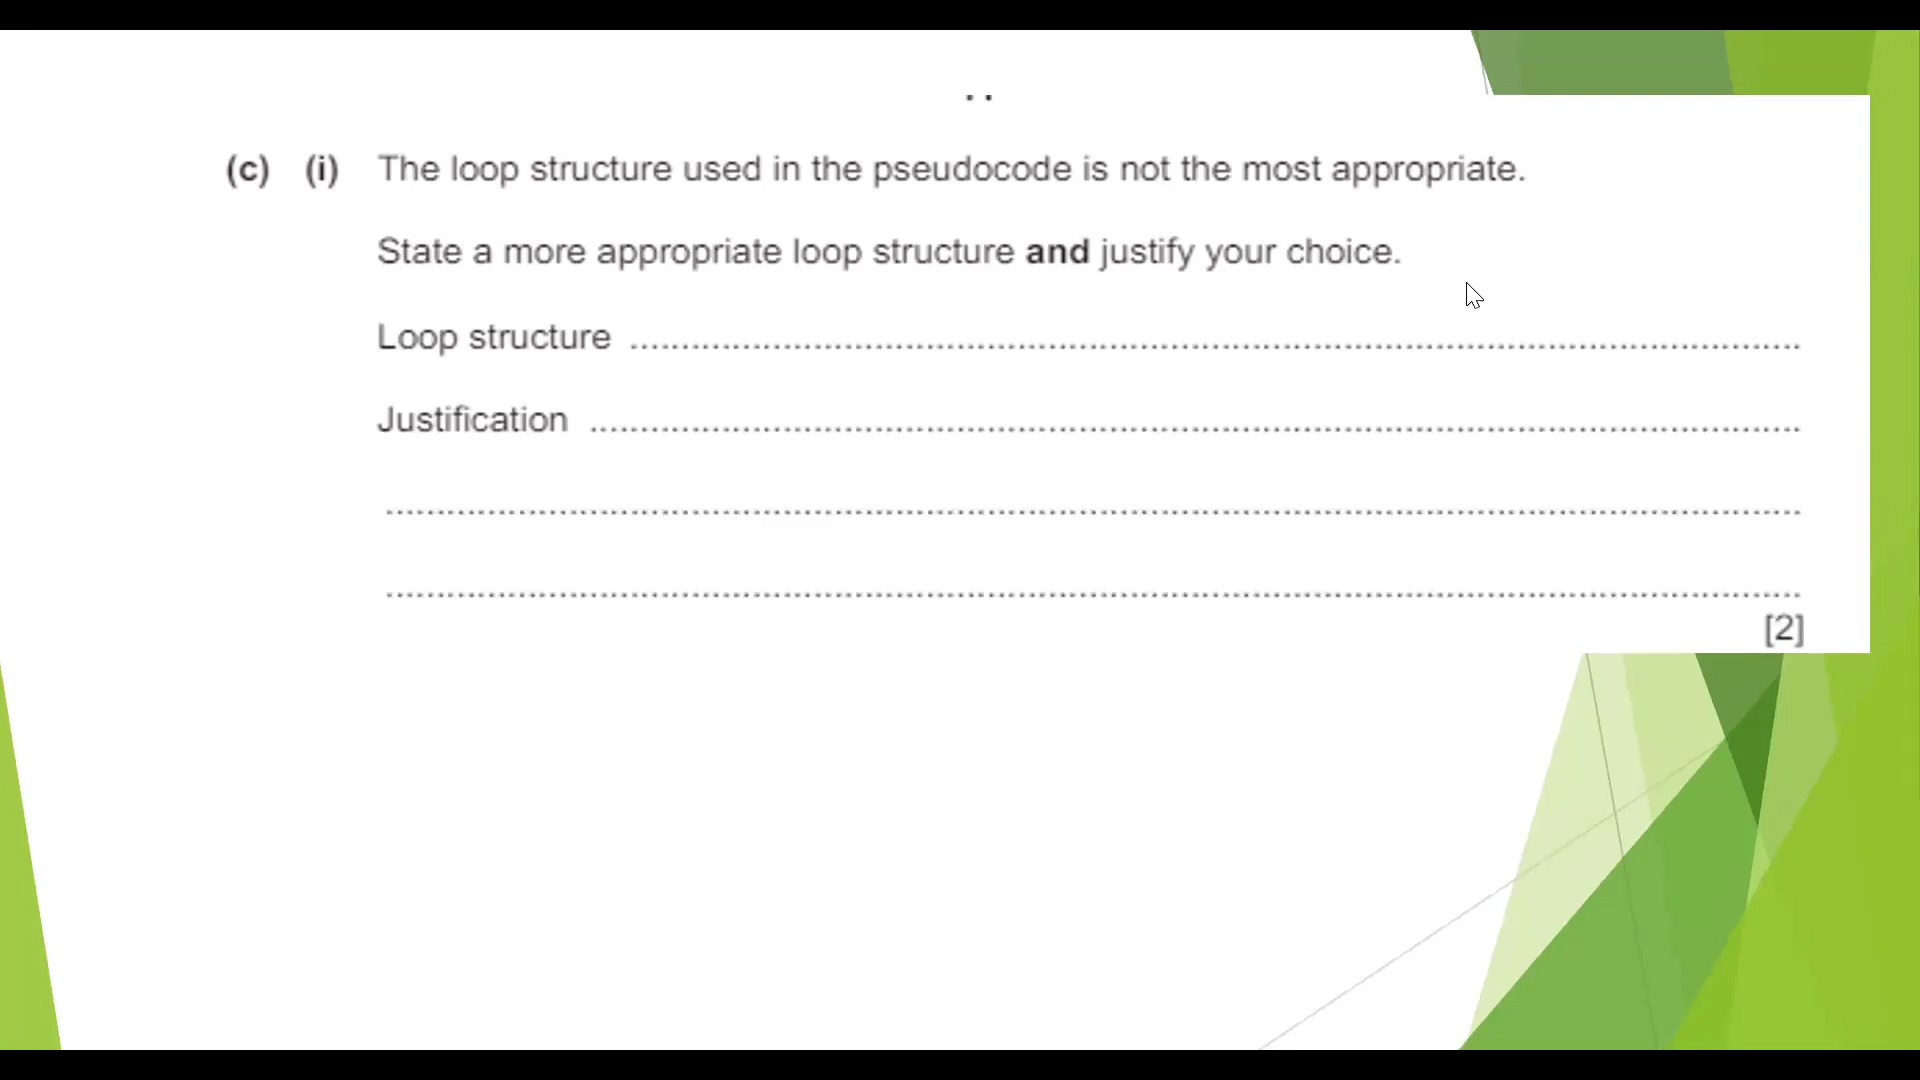 (c) (i) The loop structure used in the pseudocode is not the most appropriate.
State a more appropriate loop structure and justify your choice.
Loop structure ................................................................................
Justification ................................................................................
................................................................................
................................................................................
[2]